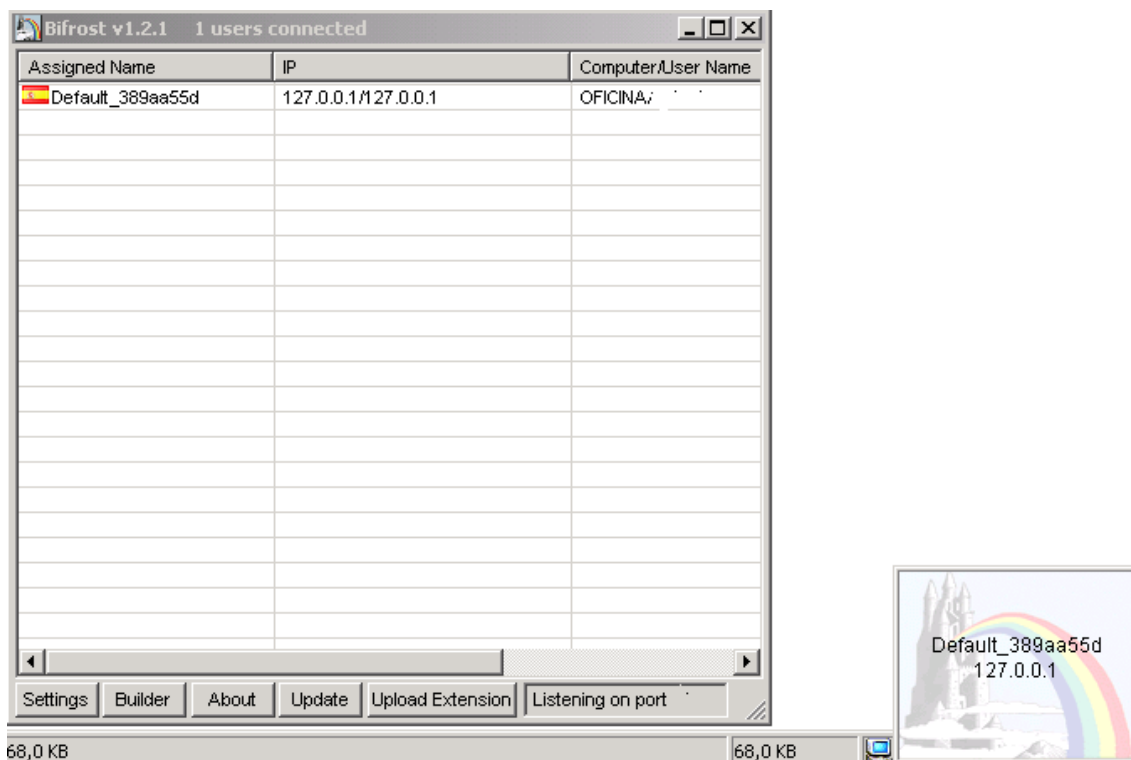 Bifrost v1.2.1 1 users connected
Assigned Name IP Computer/User Name
Default_389aa55d 127.0.0.1/127.0.0.1 OFICINA/
Settings Builder About Update Upload Extension Listening on port
Default_389aa55d
127.0.0.1
68,0 KB 68,0 KB